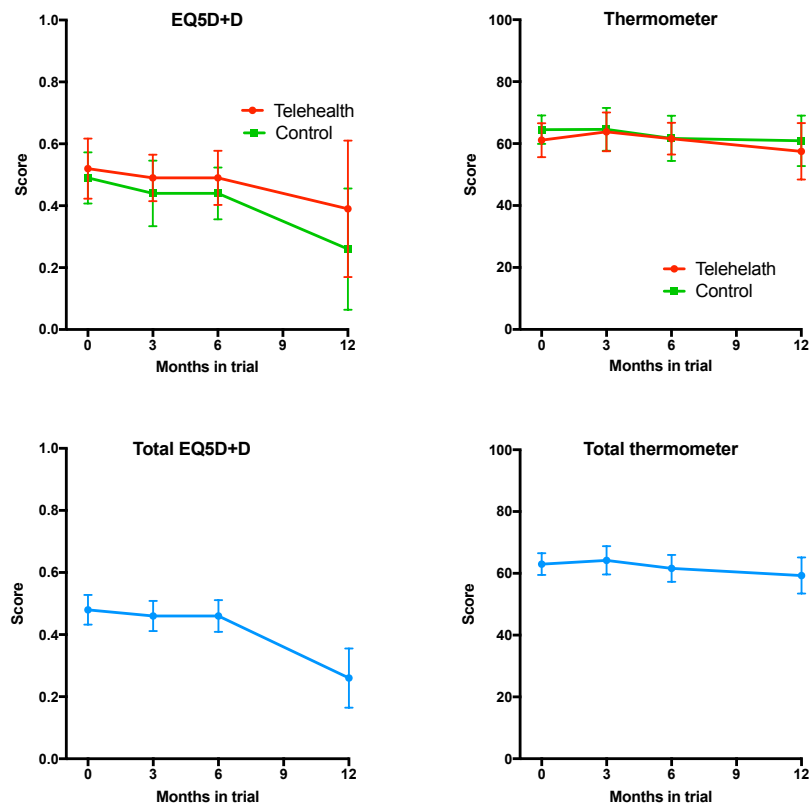 EQ5D+D
1.0
0.8
0.6
0.4
0.2
0.0
Score
Telehealth
Control
0 3 6 9 12
Months in trial
Thermometer
100
80
60
40
20
0
Score
Telehelath
Control
0 3 6 9 12
Months in trial
Total EQ5D+D
1.0
0.8
0.6
0.4
0.2
0.0
Score
0 3 6 9 12
Months in trial
Total thermometer
100
80
60
40
20
0
Score
0 3 6 9 12
Months in trial